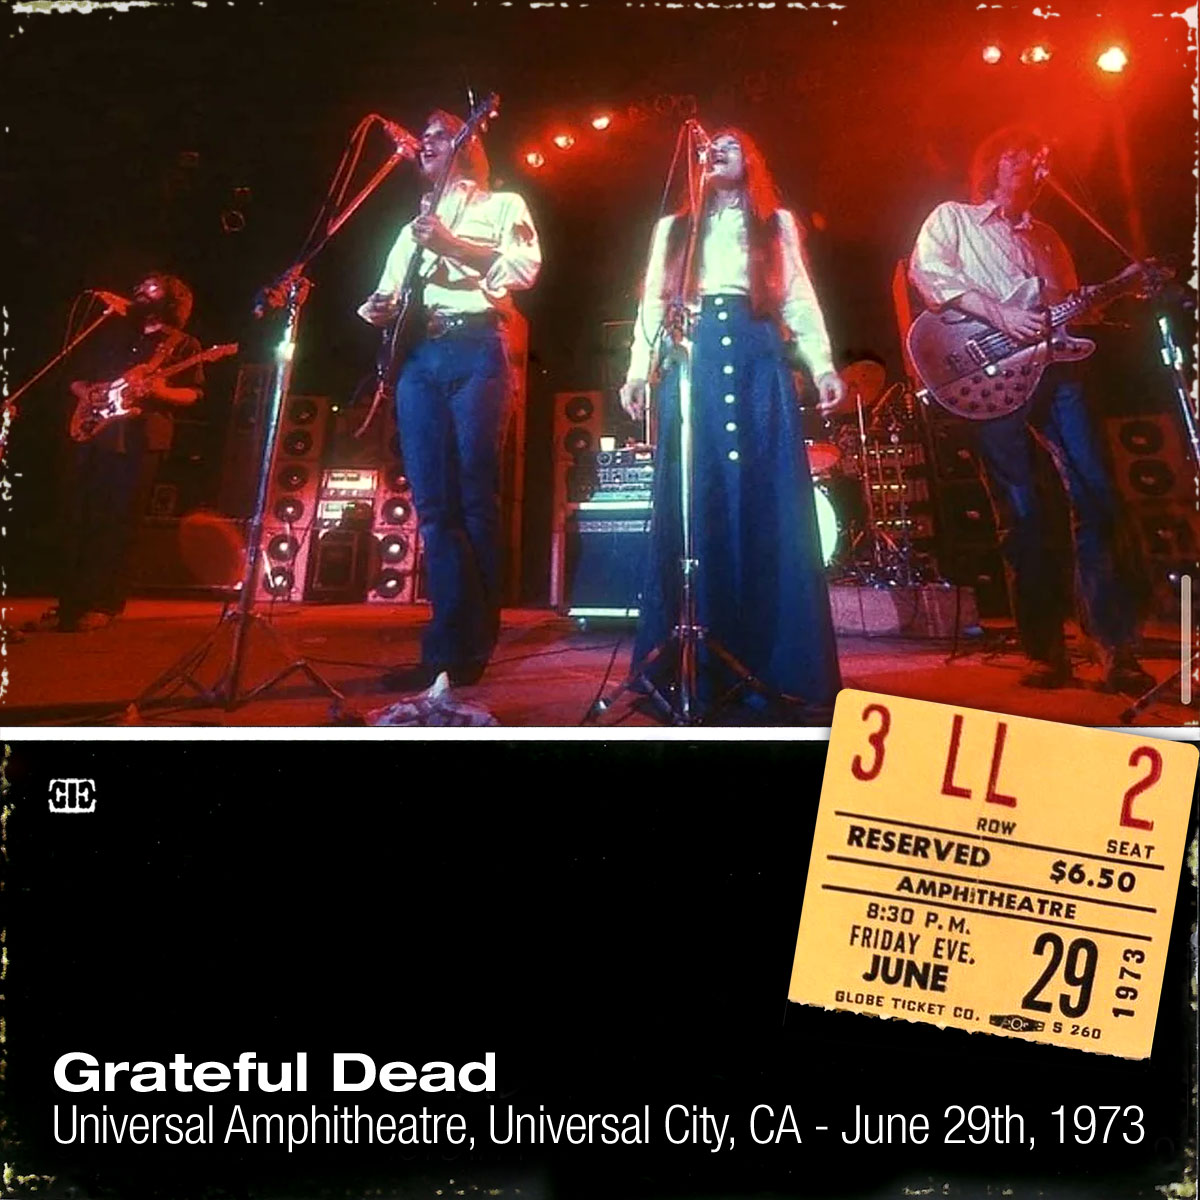 3 LL 2
ROW SEAT
RESERVED $6.50
AMPHITHEATRE
8:30 P.M.
FRIDAY EVE.
JUNE 29 1973
GLOBE TICKET CO. S 260
Grateful Dead
Universal Amphitheatre, Universal City, CA - June 29th, 1973